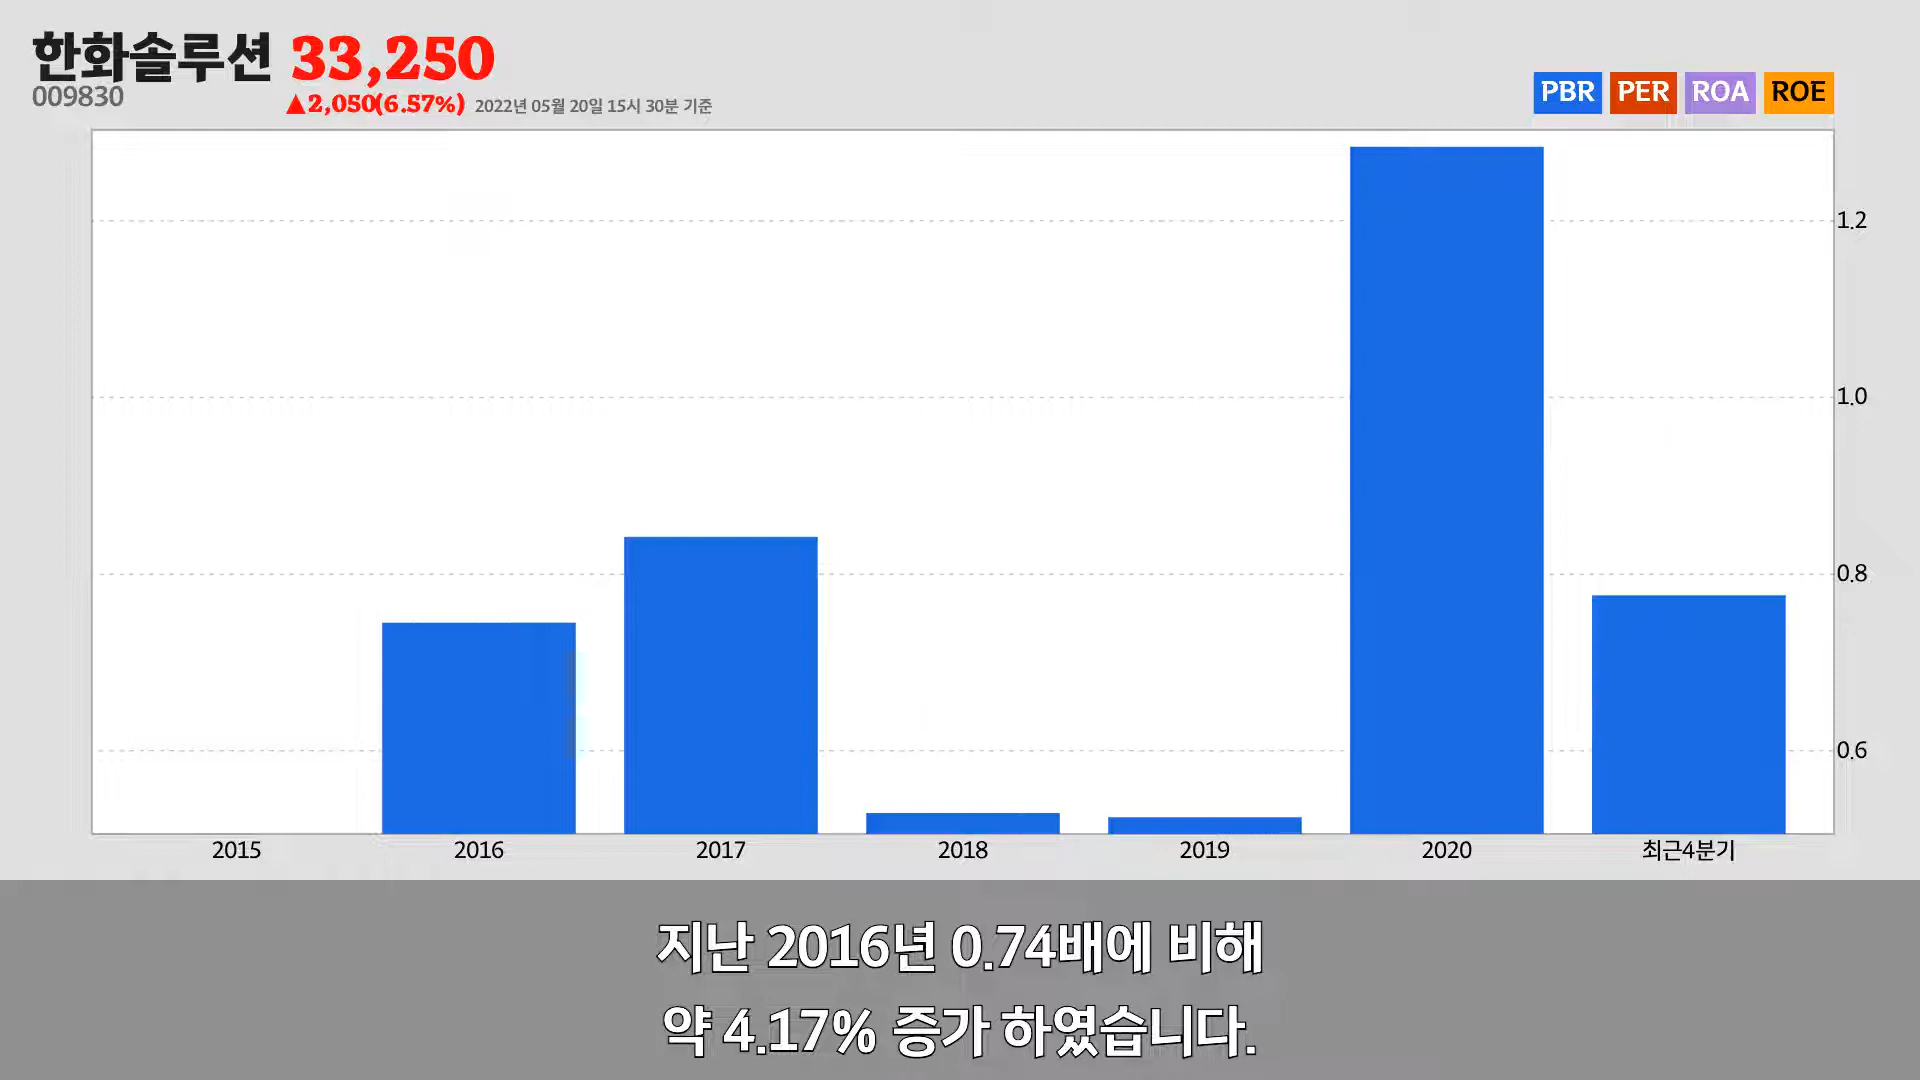 한화솔루션 33,250
009830
▲2,050(6.57%) 2022년 05월 20일 15시 30분 기준
PBR PER ROA ROE
1.2
1.0
0.8
0.6
2015 2016 2017 2018 2019 2020 최근4분기
지난 2016년 0.74배에 비해
약 4.17% 증가 하였습니다.